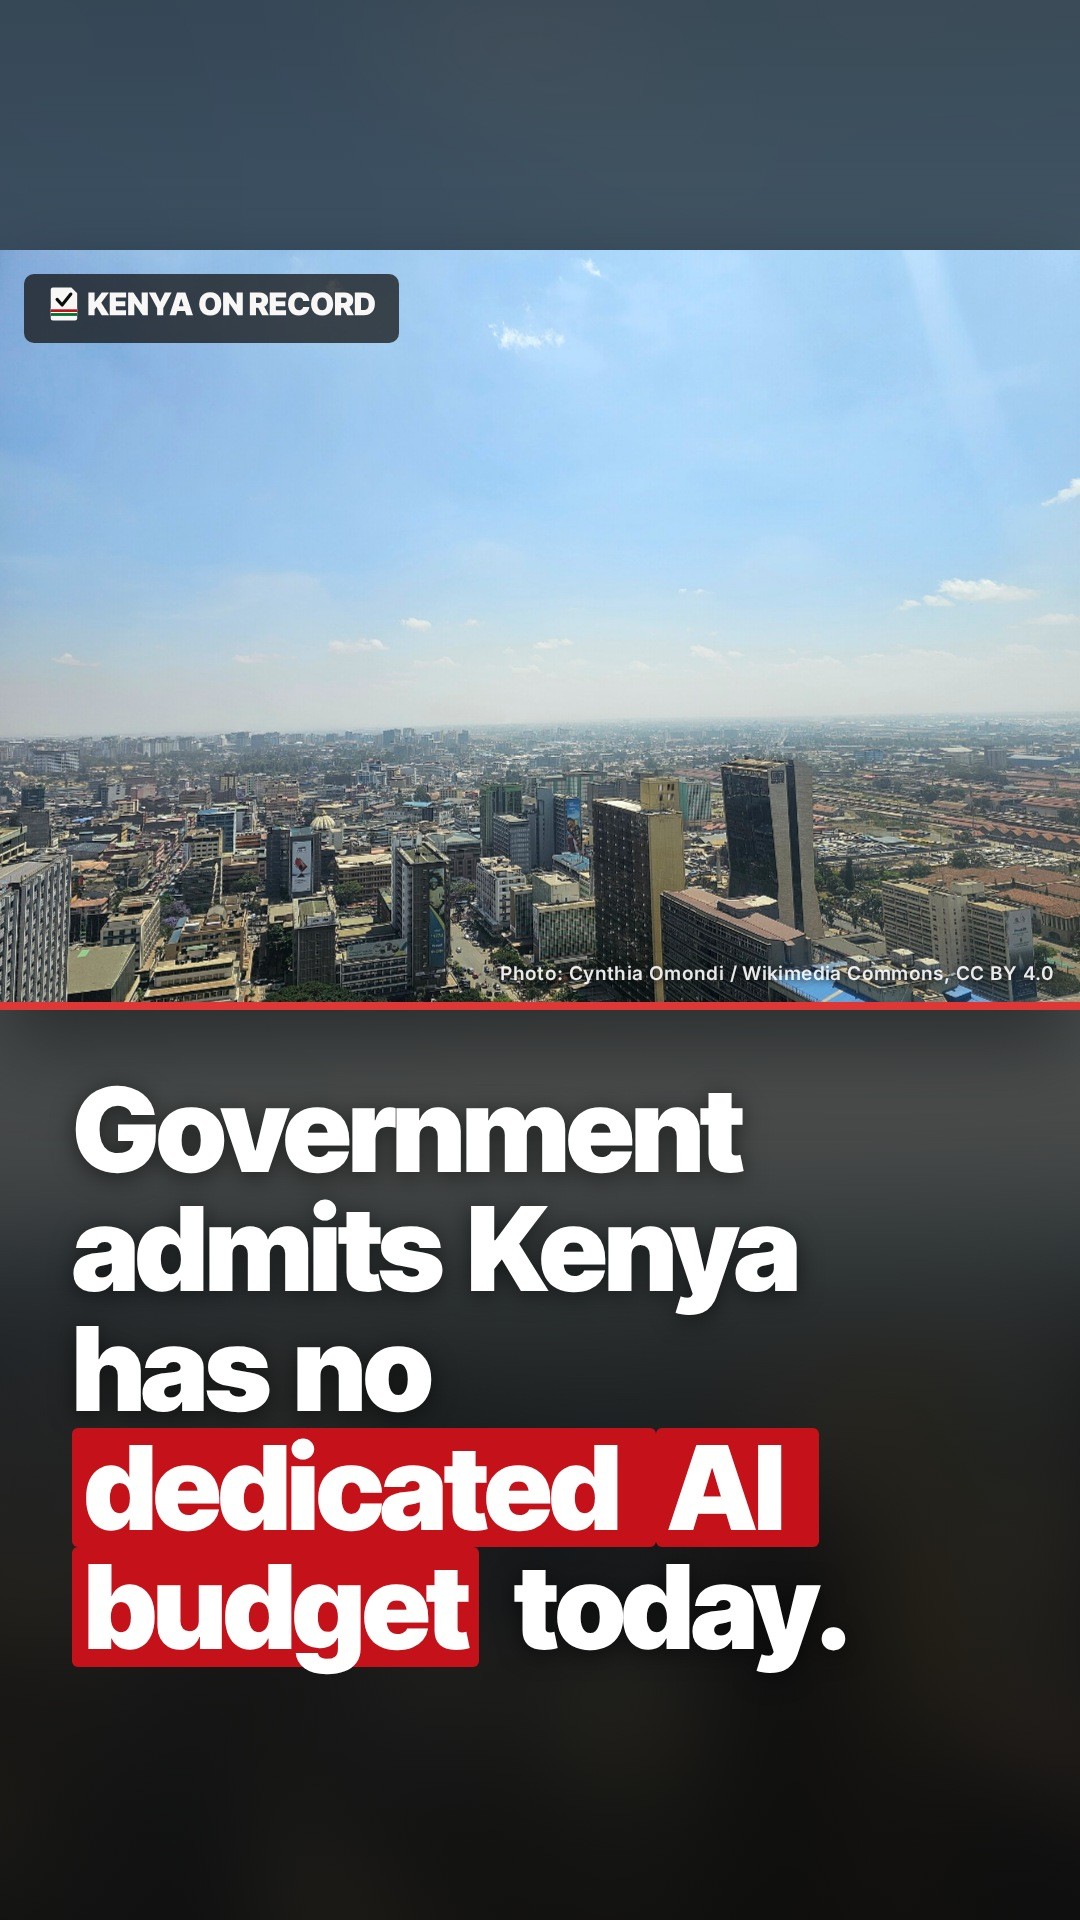 KENYA ON RECORD
Photo: Cynthia Omondi / Wikimedia Commons, CC BY 4.0
Government
admits Kenya
has no
dedicated AI
budget today.